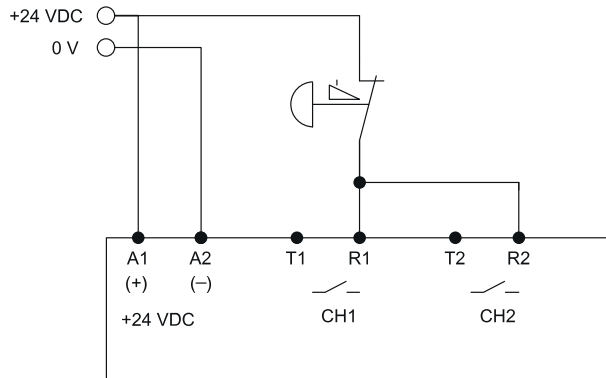 +24 VDC
0 V
A1 A2 T1 R1 T2 R2
(+) (–)
+24 VDC CH1 CH2